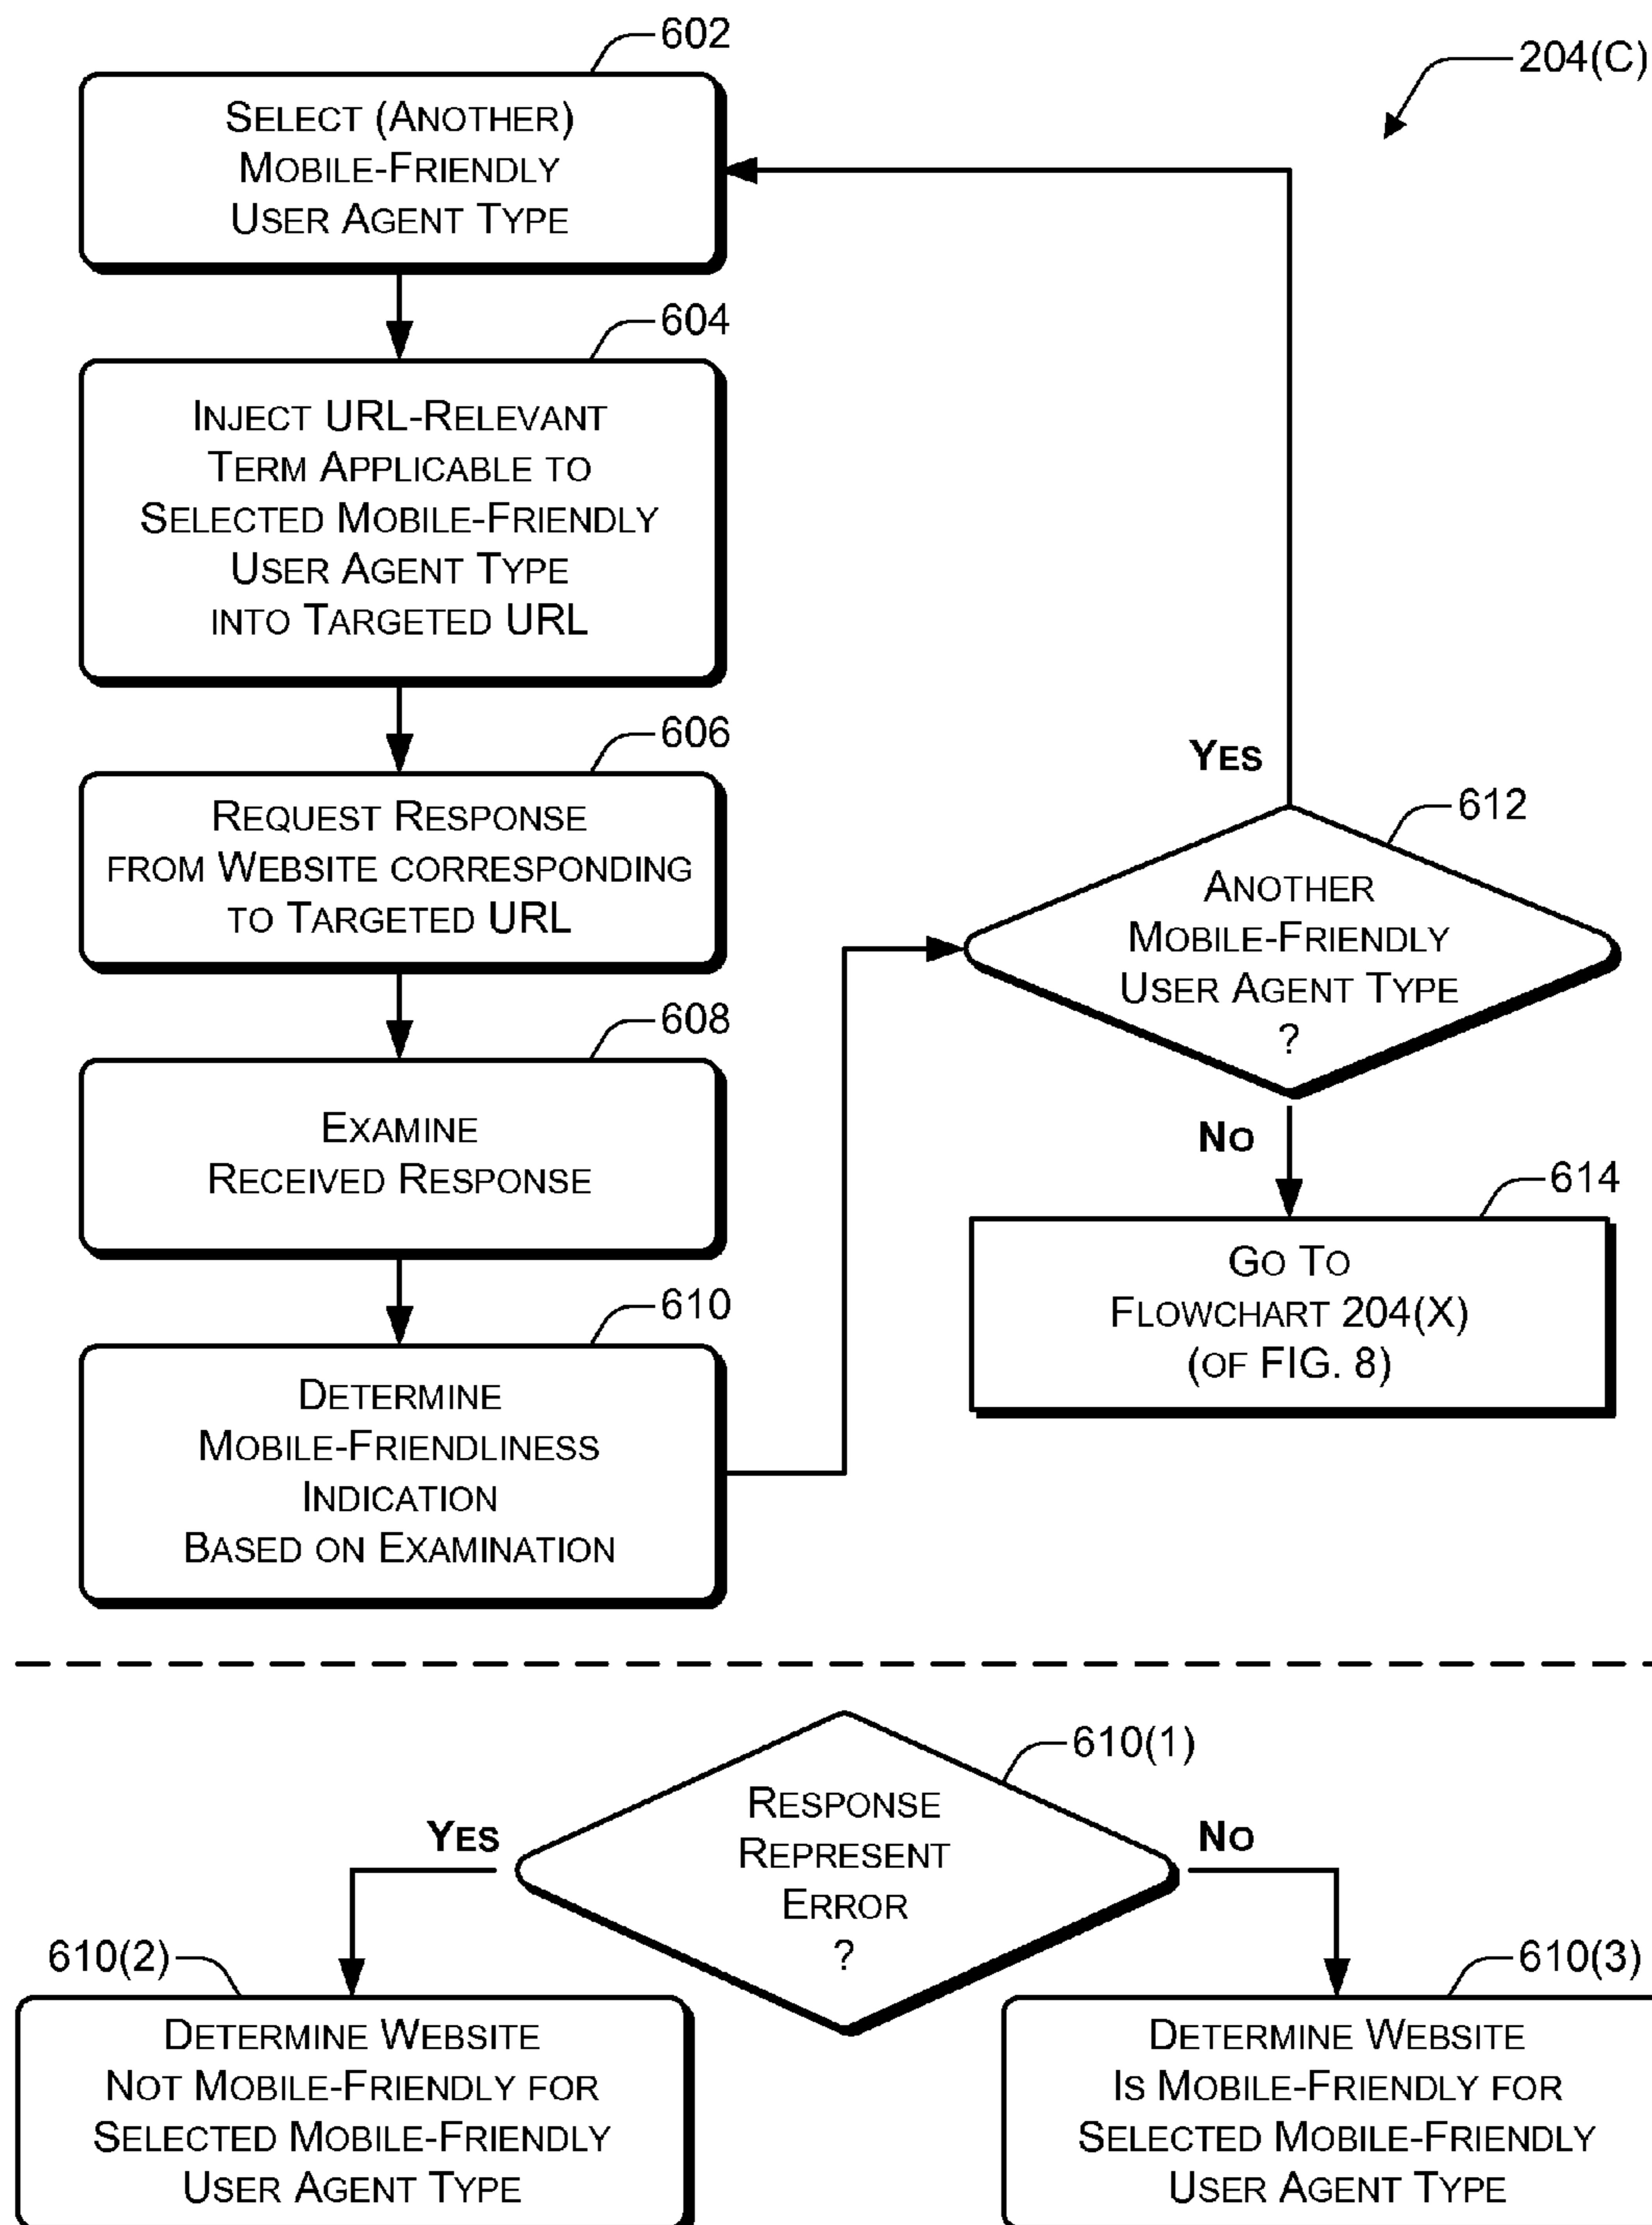 602
204(C)
SELECT (ANOTHER)
MOBILE-FRIENDLY
USER AGENT TYPE
604
INJECT URL-RELEVANT
TERM APPLICABLE TO
SELECTED MOBILE-FRIENDLY
USER AGENT TYPE
INTO TARGETED URL
606
REQUEST RESPONSE
FROM WEBSITE CORRESPONDING
TO TARGETED URL
608
EXAMINE
RECEIVED RESPONSE
610
DETERMINE
MOBILE-FRIENDLINESS
INDICATION
BASED ON EXAMINATION
YES
612
ANOTHER
MOBILE-FRIENDLY
USER AGENT TYPE
?
NO
614
GO TO
FLOWCHART 204(X)
(OF FIG. 8)
610(1)
RESPONSE
REPRESENT
ERROR
?
YES
NO
610(2)
DETERMINE WEBSITE
NOT MOBILE-FRIENDLY FOR
SELECTED MOBILE-FRIENDLY
USER AGENT TYPE
610(3)
DETERMINE WEBSITE
IS MOBILE-FRIENDLY FOR
SELECTED MOBILE-FRIENDLY
USER AGENT TYPE